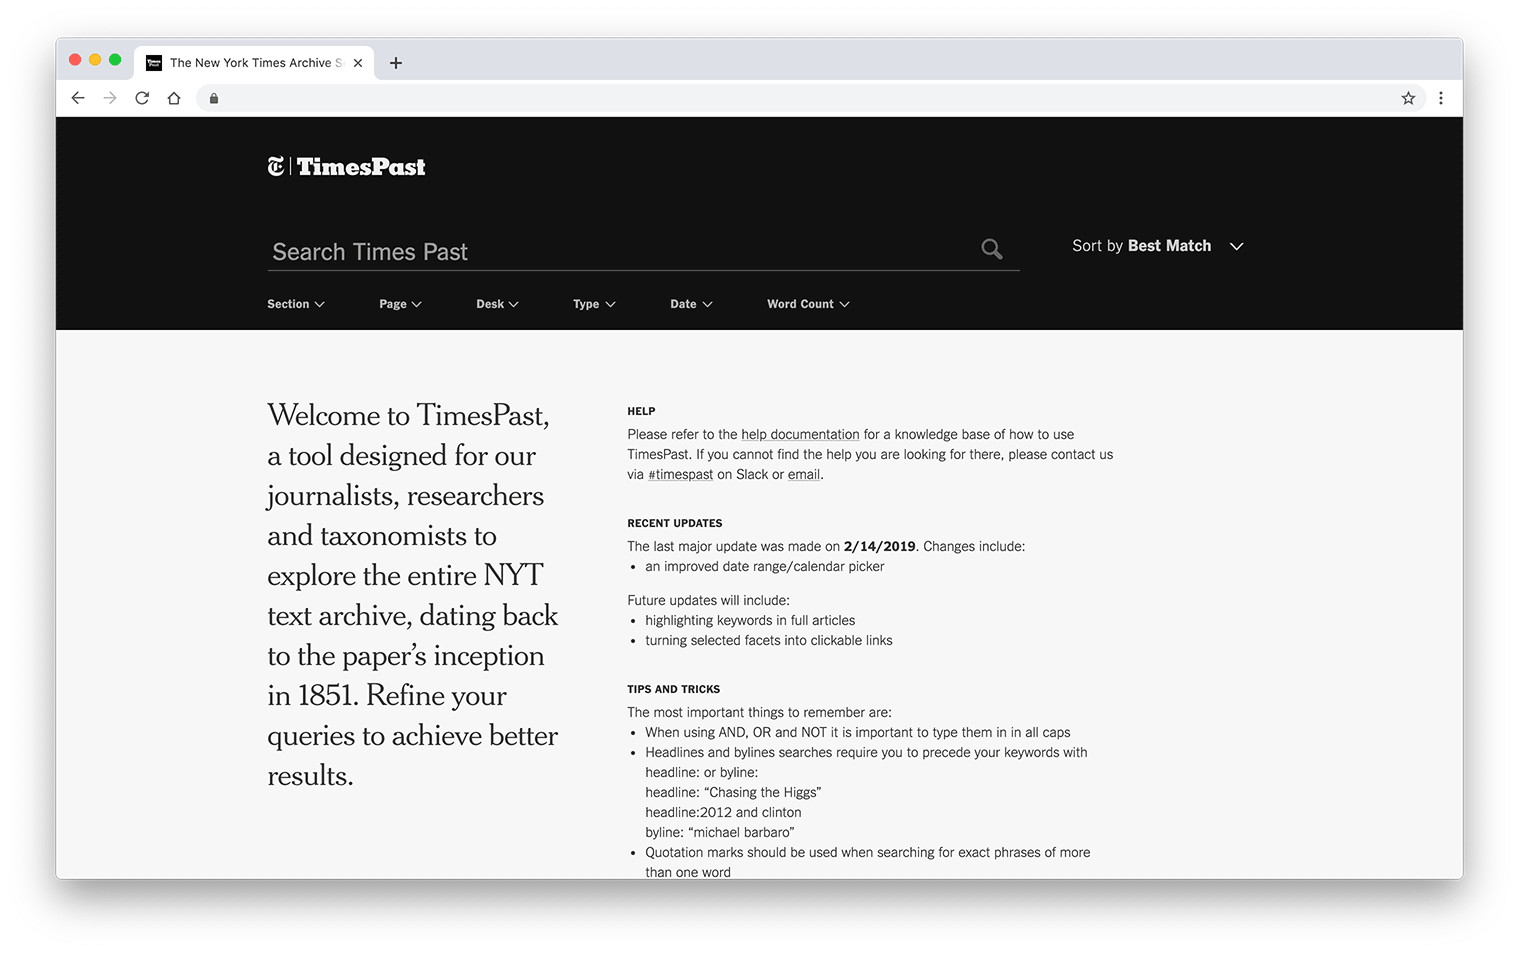 The New York Times Archive S
TimesPast
Search Times Past
Sort by Best Match
Section Page Desk Type Date Word Count
Welcome to TimesPast,
a tool designed for our
journalists, researchers
and taxonomists to
explore the entire NYT
text archive, dating back
to the paper’s inception
in 1851. Refine your
queries to achieve better
results.
HELP
Please refer to the help documentation for a knowledge base of how to use
TimesPast. If you cannot find the help you are looking for there, please contact us
via #timespast on Slack or email.
RECENT UPDATES
The last major update was made on 2/14/2019. Changes include:
• an improved date range/calendar picker
Future updates will include:
• highlighting keywords in full articles
• turning selected facets into clickable links
TIPS AND TRICKS
The most important things to remember are:
• When using AND, OR and NOT it is important to type them in in all caps
• Headlines and bylines searches require you to precede your keywords with
headline: or byline:
headline: “Chasing the Higgs”
headline:2012 and clinton
byline: “michael barbaro”
• Quotation marks should be used when searching for exact phrases of more
than one word